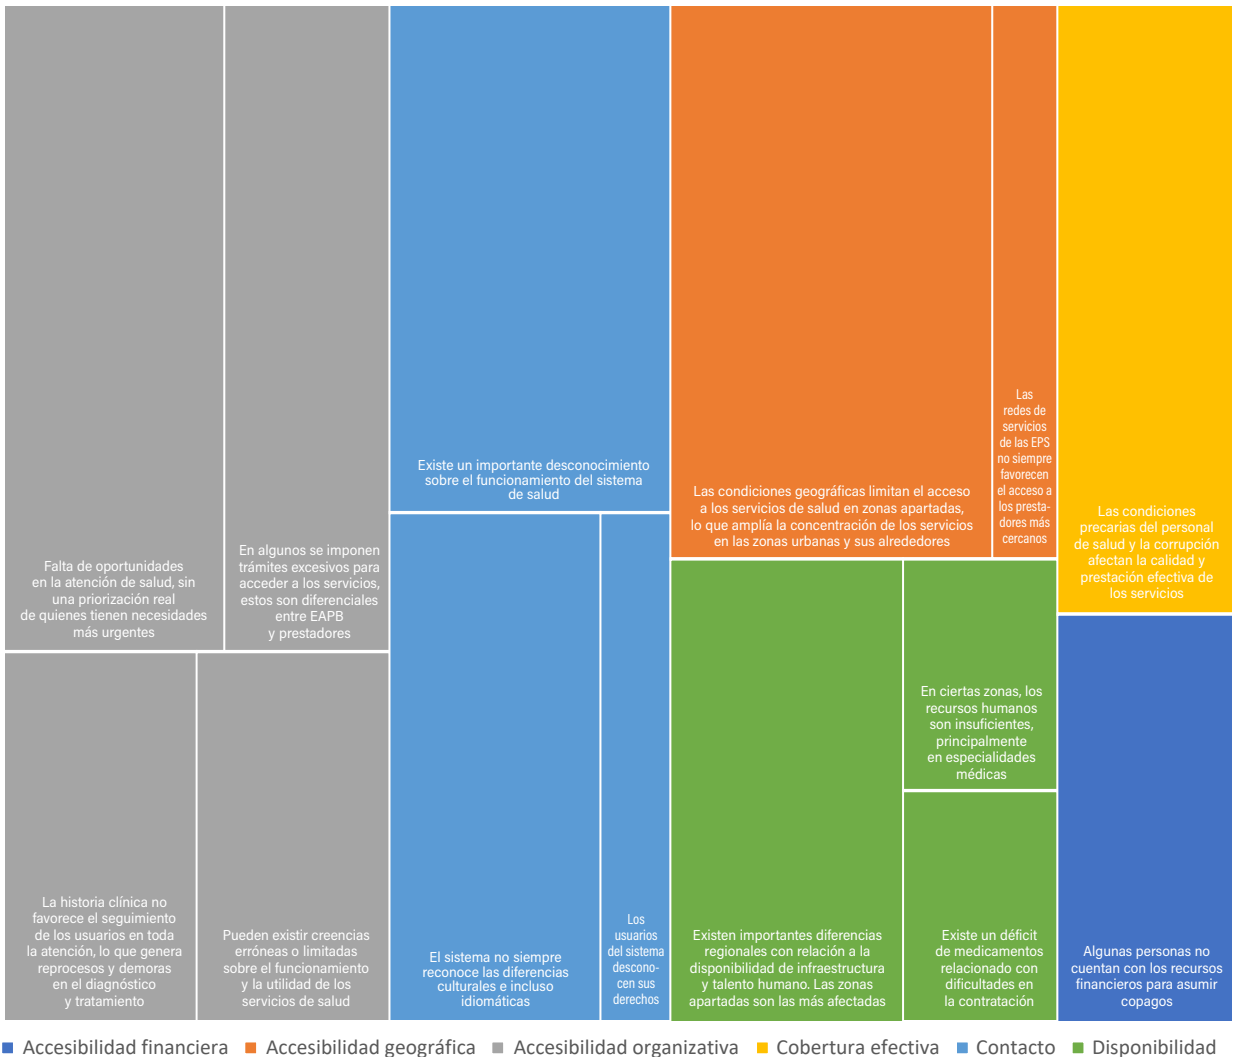 Falta de oportunidades
en la atención de salud, sin
una priorización real
de quienes tienen necesidades
más urgentes
En algunos se imponen
trámites excesivos para
acceder a los servicios,
estos son diferenciales
entre EAPB
y prestadores
La historia clínica no
favorece el seguimiento
de los usuarios en toda
la atención, lo que genera
reprocesos y demoras
en el diagnóstico
y tratamiento
Pueden existir creencias
erróneas o limitadas
sobre el funcionamiento
y la utilidad de los
servicios de salud
Existe un importante desconocimiento
sobre el funcionamiento del sistema
de salud
El sistema no siempre
reconoce las diferencias
culturales e incluso
idiomáticas
Los
usuarios
del sistema
descono-
cen sus
derechos
Las condiciones geográficas limitan el acceso
a los servicios de salud en zonas apartadas,
lo que amplía la concentración de los servicios
en las zonas urbanas y sus alrededores
Las
redes de
servicios
de las EPS
no siempre
favorecen
el acceso a
los presta-
dores más
cercanos
Existen importantes diferencias
regionales con relación a la
disponibilidad de infraestructura
y talento humano. Las zonas
apartadas son las más afectadas
En ciertas zonas, los
recursos humanos
son insuficientes,
principalmente
en especialidades
médicas
Existe un déficit
de medicamentos
relacionado con
dificultades en
la contratación
Las condiciones
precarias del personal
de salud y la corrupción
afectan la calidad y
prestación efectiva de
los servicios
Algunas personas no
cuentan con los recursos
financieros para asumir
copagos
Accesibilidad financiera Accesibilidad geográfica Accesibilidad organizativa Cobertura efectiva Contacto Disponibilidad